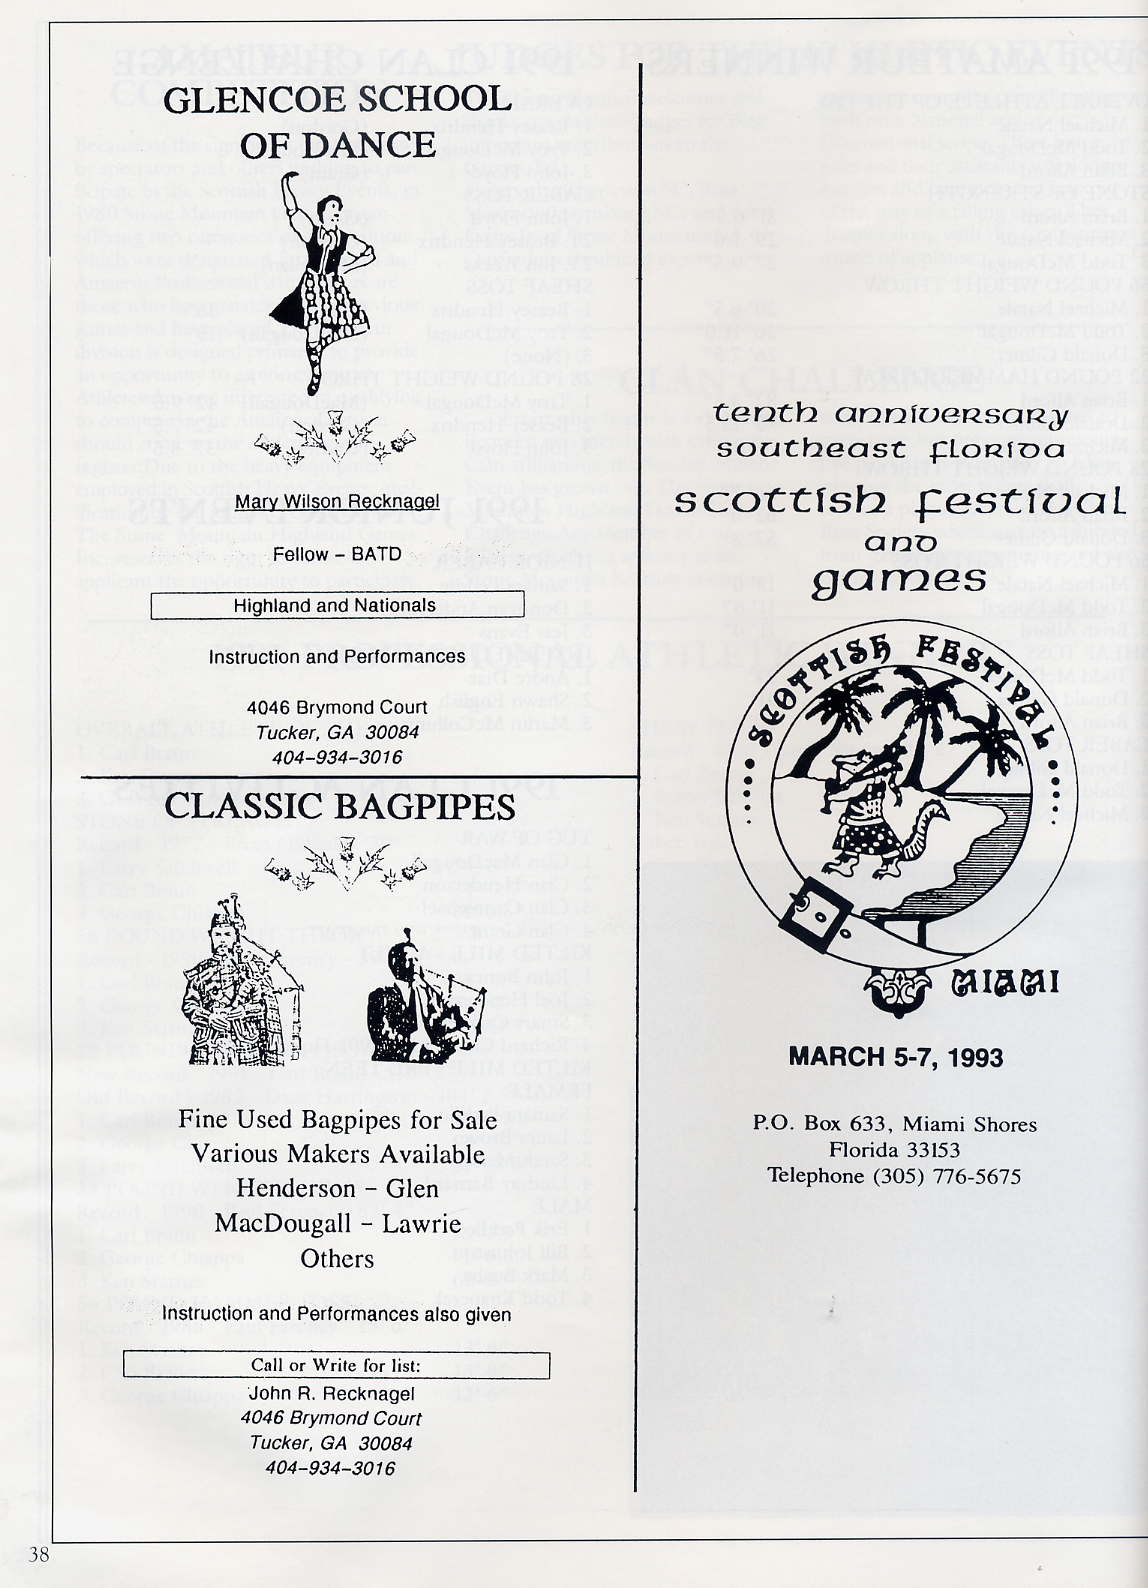 GLENCOE SCHOOL
OF DANCE
Mary Wilson Recknagel
Fellow – BATD
Highland and Nationals
Instruction and Performances
4046 Brymond Court
Tucker, GA 30084
404–934–3016
CLASSIC BAGPIPES
Fine Used Bagpipes for Sale
Various Makers Available
Henderson – Glen
MacDougall – Lawrie
Others
Instruction and Performances also given
Call or Write for list:
John R. Recknagel
4046 Brymond Court
Tucker, GA 30084
404–934–3016
tenth anniversary
southeast florida
scottish festival
and
games
SCOTTISH FESTIVAL
MIAMI
MARCH 5-7, 1993
P.O. Box 633, Miami Shores
Florida 33153
Telephone (305) 776-5675
38